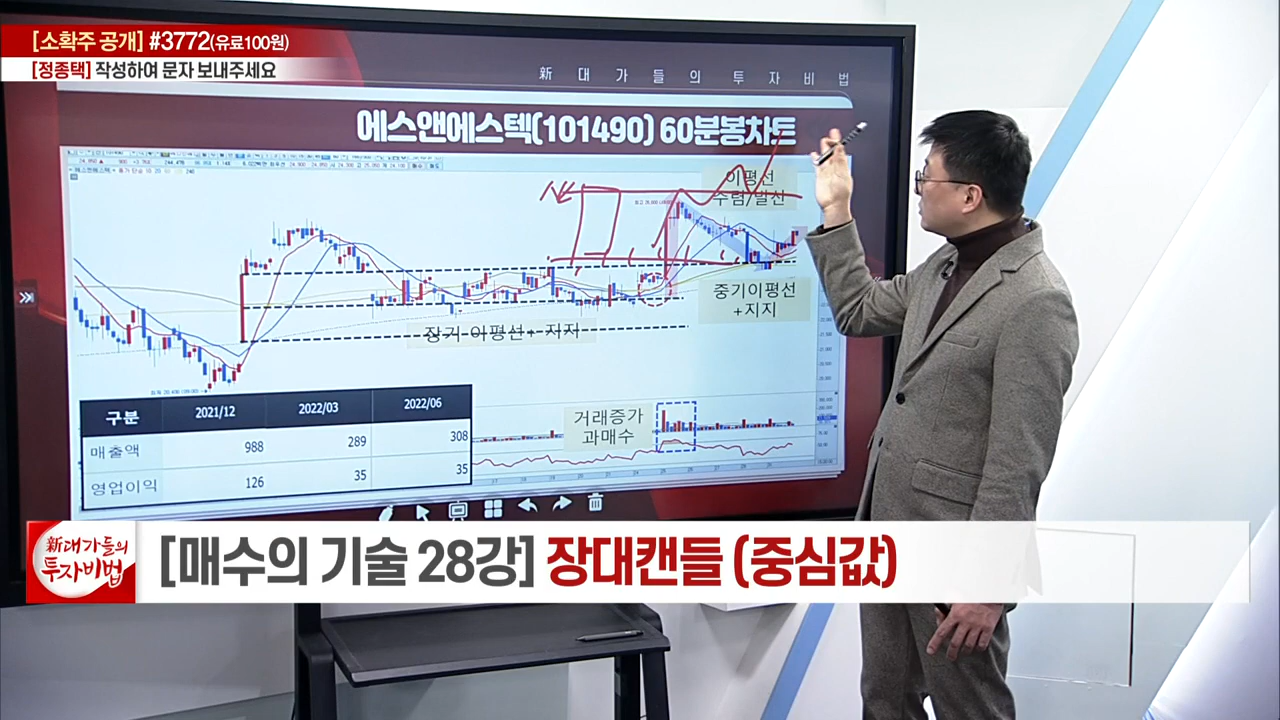 [소확주 공개] #3772(유료100원)
[정종택] 작성하여 문자 보내주세요
新 대 가 들 의 투 자 비 법
에스앤에스텍(101490) 60분봉차트
이평선
수렴/발산
중기이평선
+지지
장기 이평선+ 지지
거래증가
과매수
구분 2021/12 2022/03 2022/06
매출액 988 289 308
영업이익 126 35 35
新대가들의
투자비법
[매수의 기술 28강] 장대캔들 (중심값)